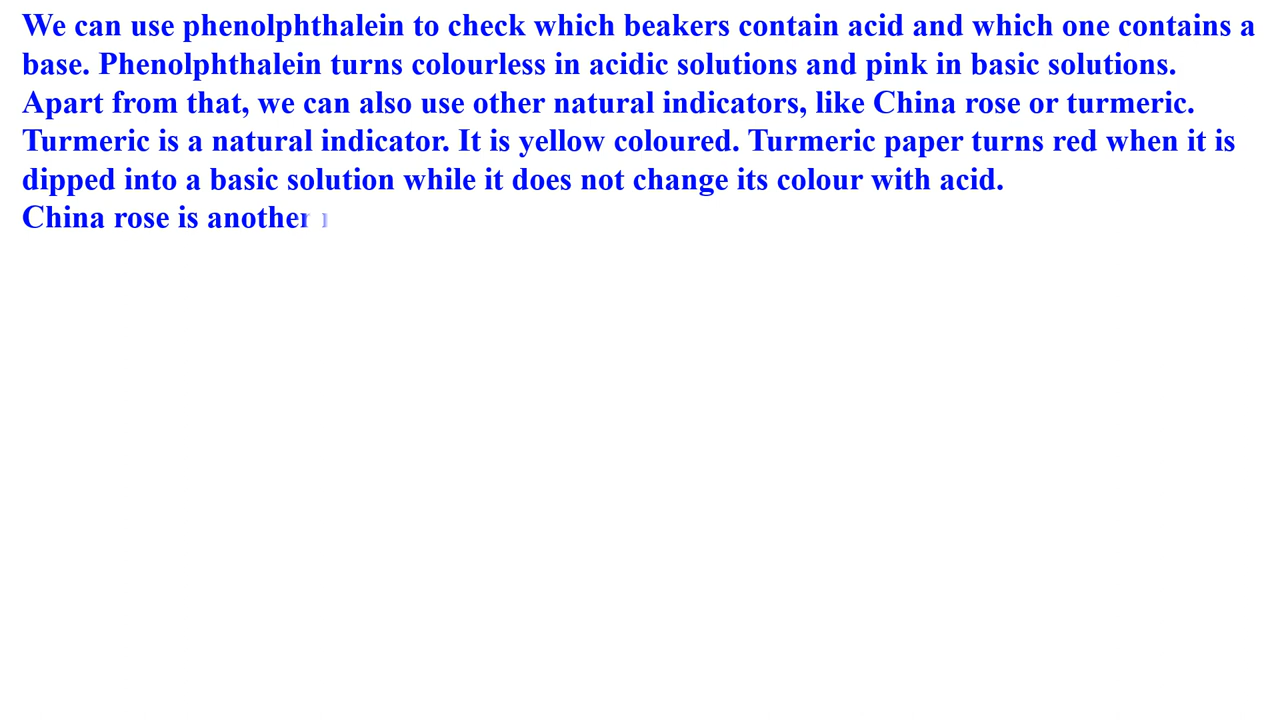 We can use phenolphthalein to check which beakers contain acid and which one contains a
base. Phenolphthalein turns colourless in acidic solutions and pink in basic solutions.
Apart from that, we can also use other natural indicators, like China rose or turmeric.
Turmeric is a natural indicator. It is yellow coloured. Turmeric paper turns red when it is
dipped into a basic solution while it does not change its colour with acid.
China rose is another